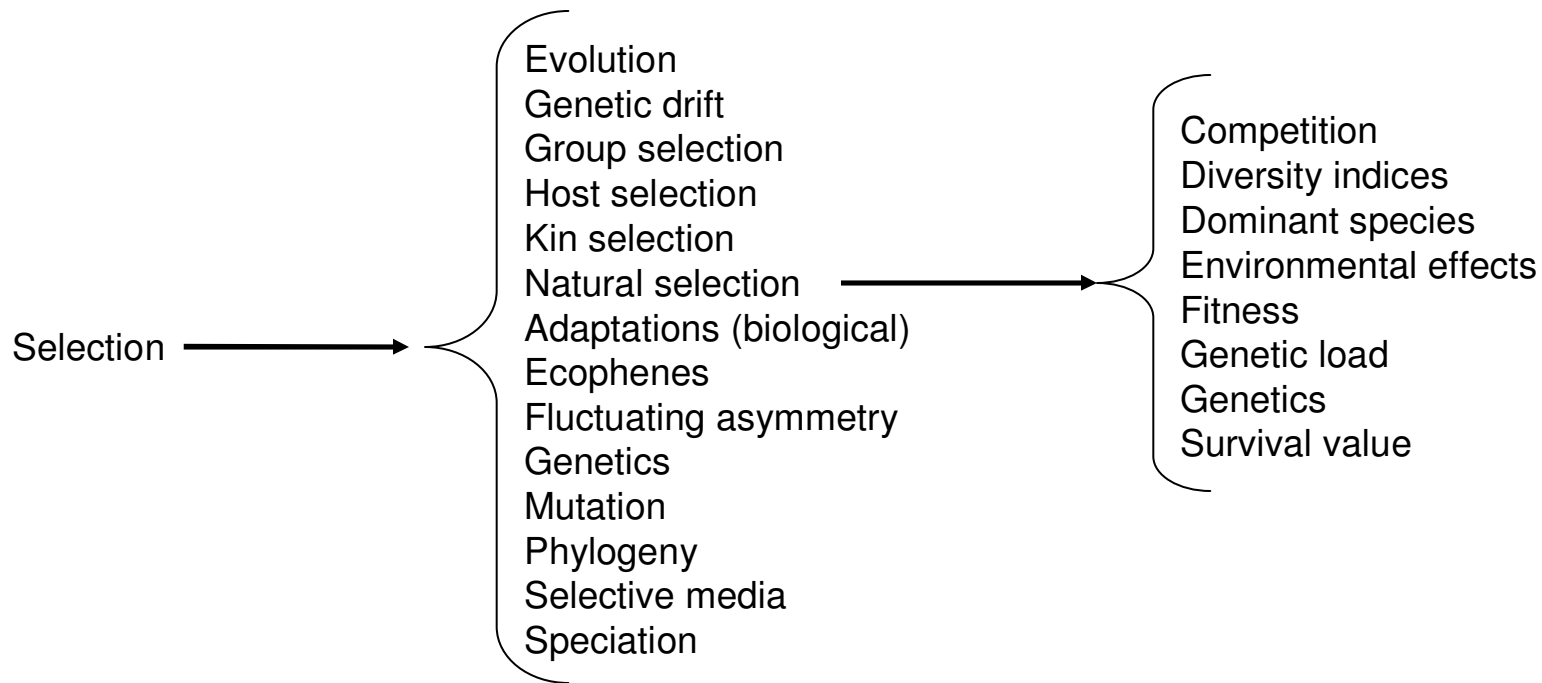 Selection
Evolution
Genetic drift
Group selection
Host selection
Kin selection
Natural selection
Adaptations (biological)
Ecophenes
Fluctuating asymmetry
Genetics
Mutation
Phylogeny
Selective media
Speciation
Competition
Diversity indices
Dominant species
Environmental effects
Fitness
Genetic load
Genetics
Survival value